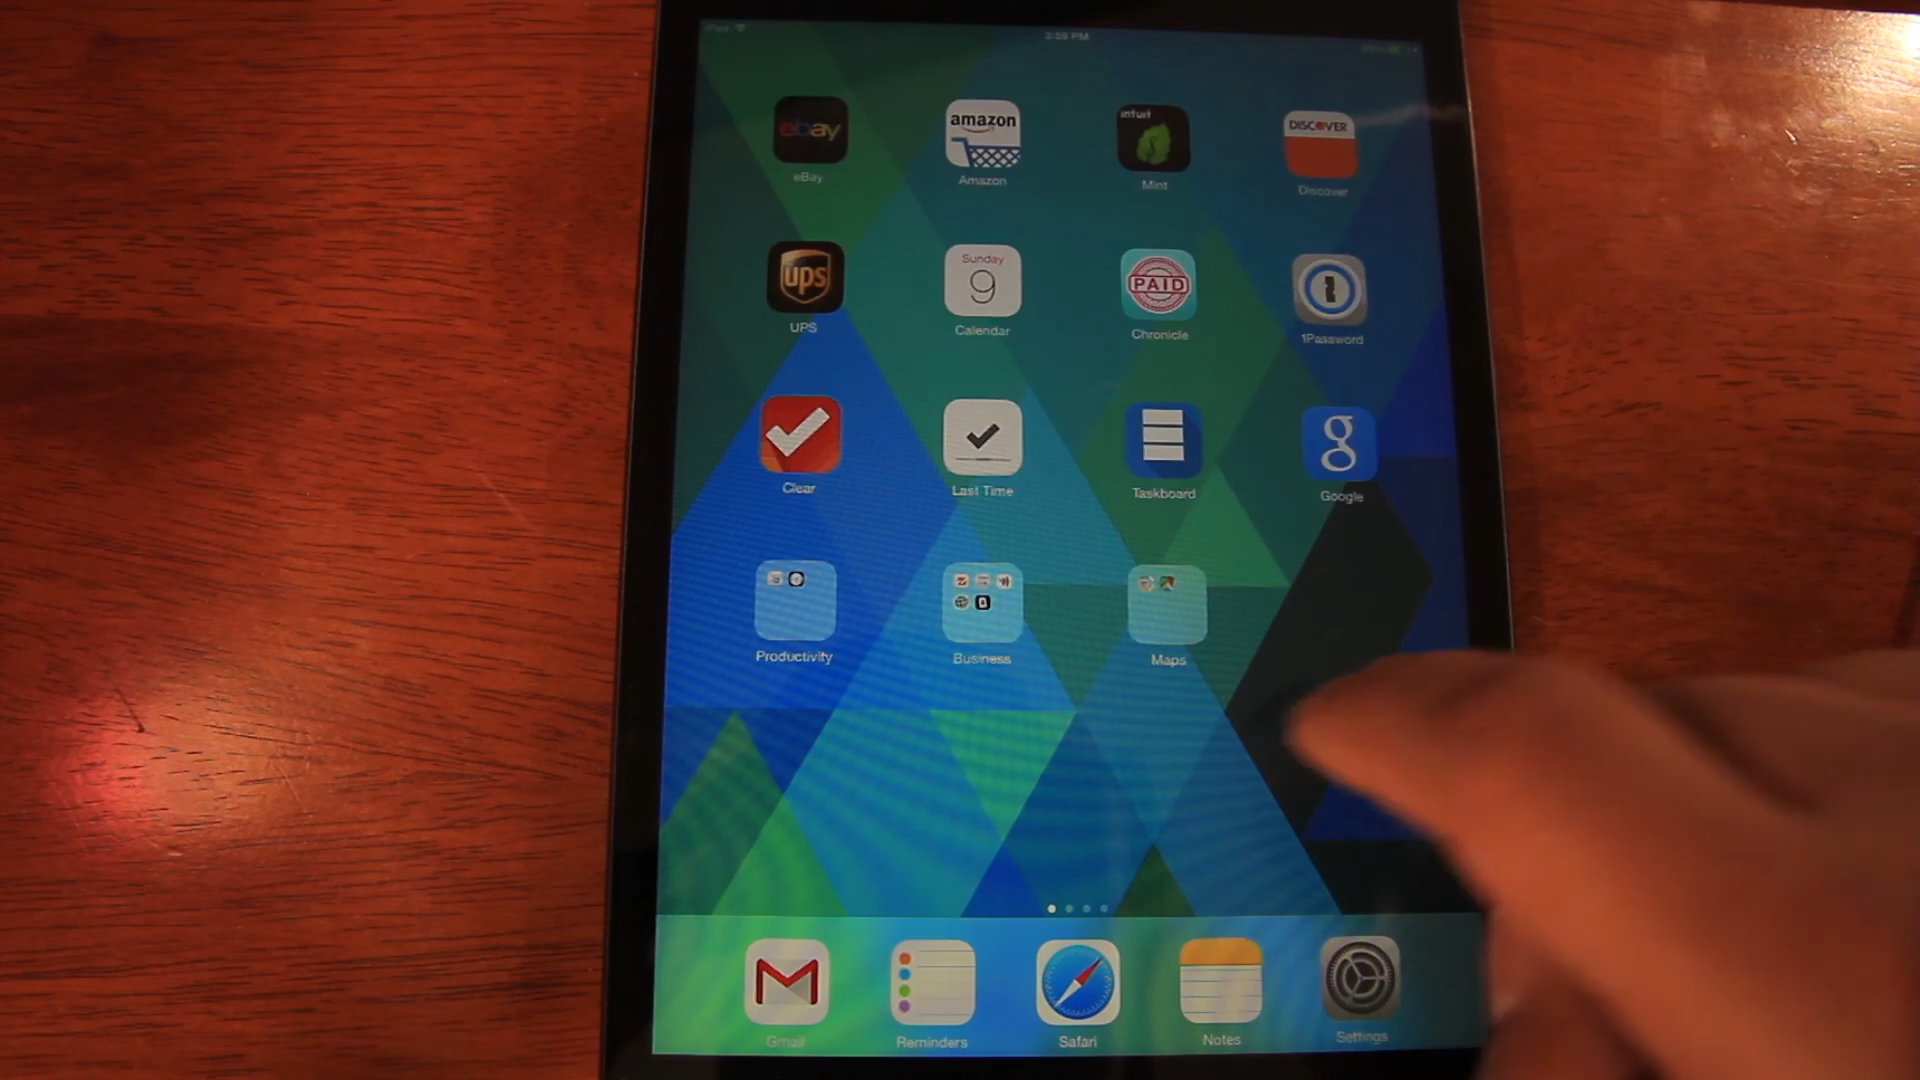 iPad
3:59 PM
ebay
amazon
intuit
DISCOVER
eBay
Amazon
Mint
Discover
ups
Sunday
9
PAID
UPS
Calendar
Chronicle
1Password
g
Clear
Last Time
Taskboard
Google
Productivity
Business
Maps
Gmail
Reminders
Safari
Notes
Settings